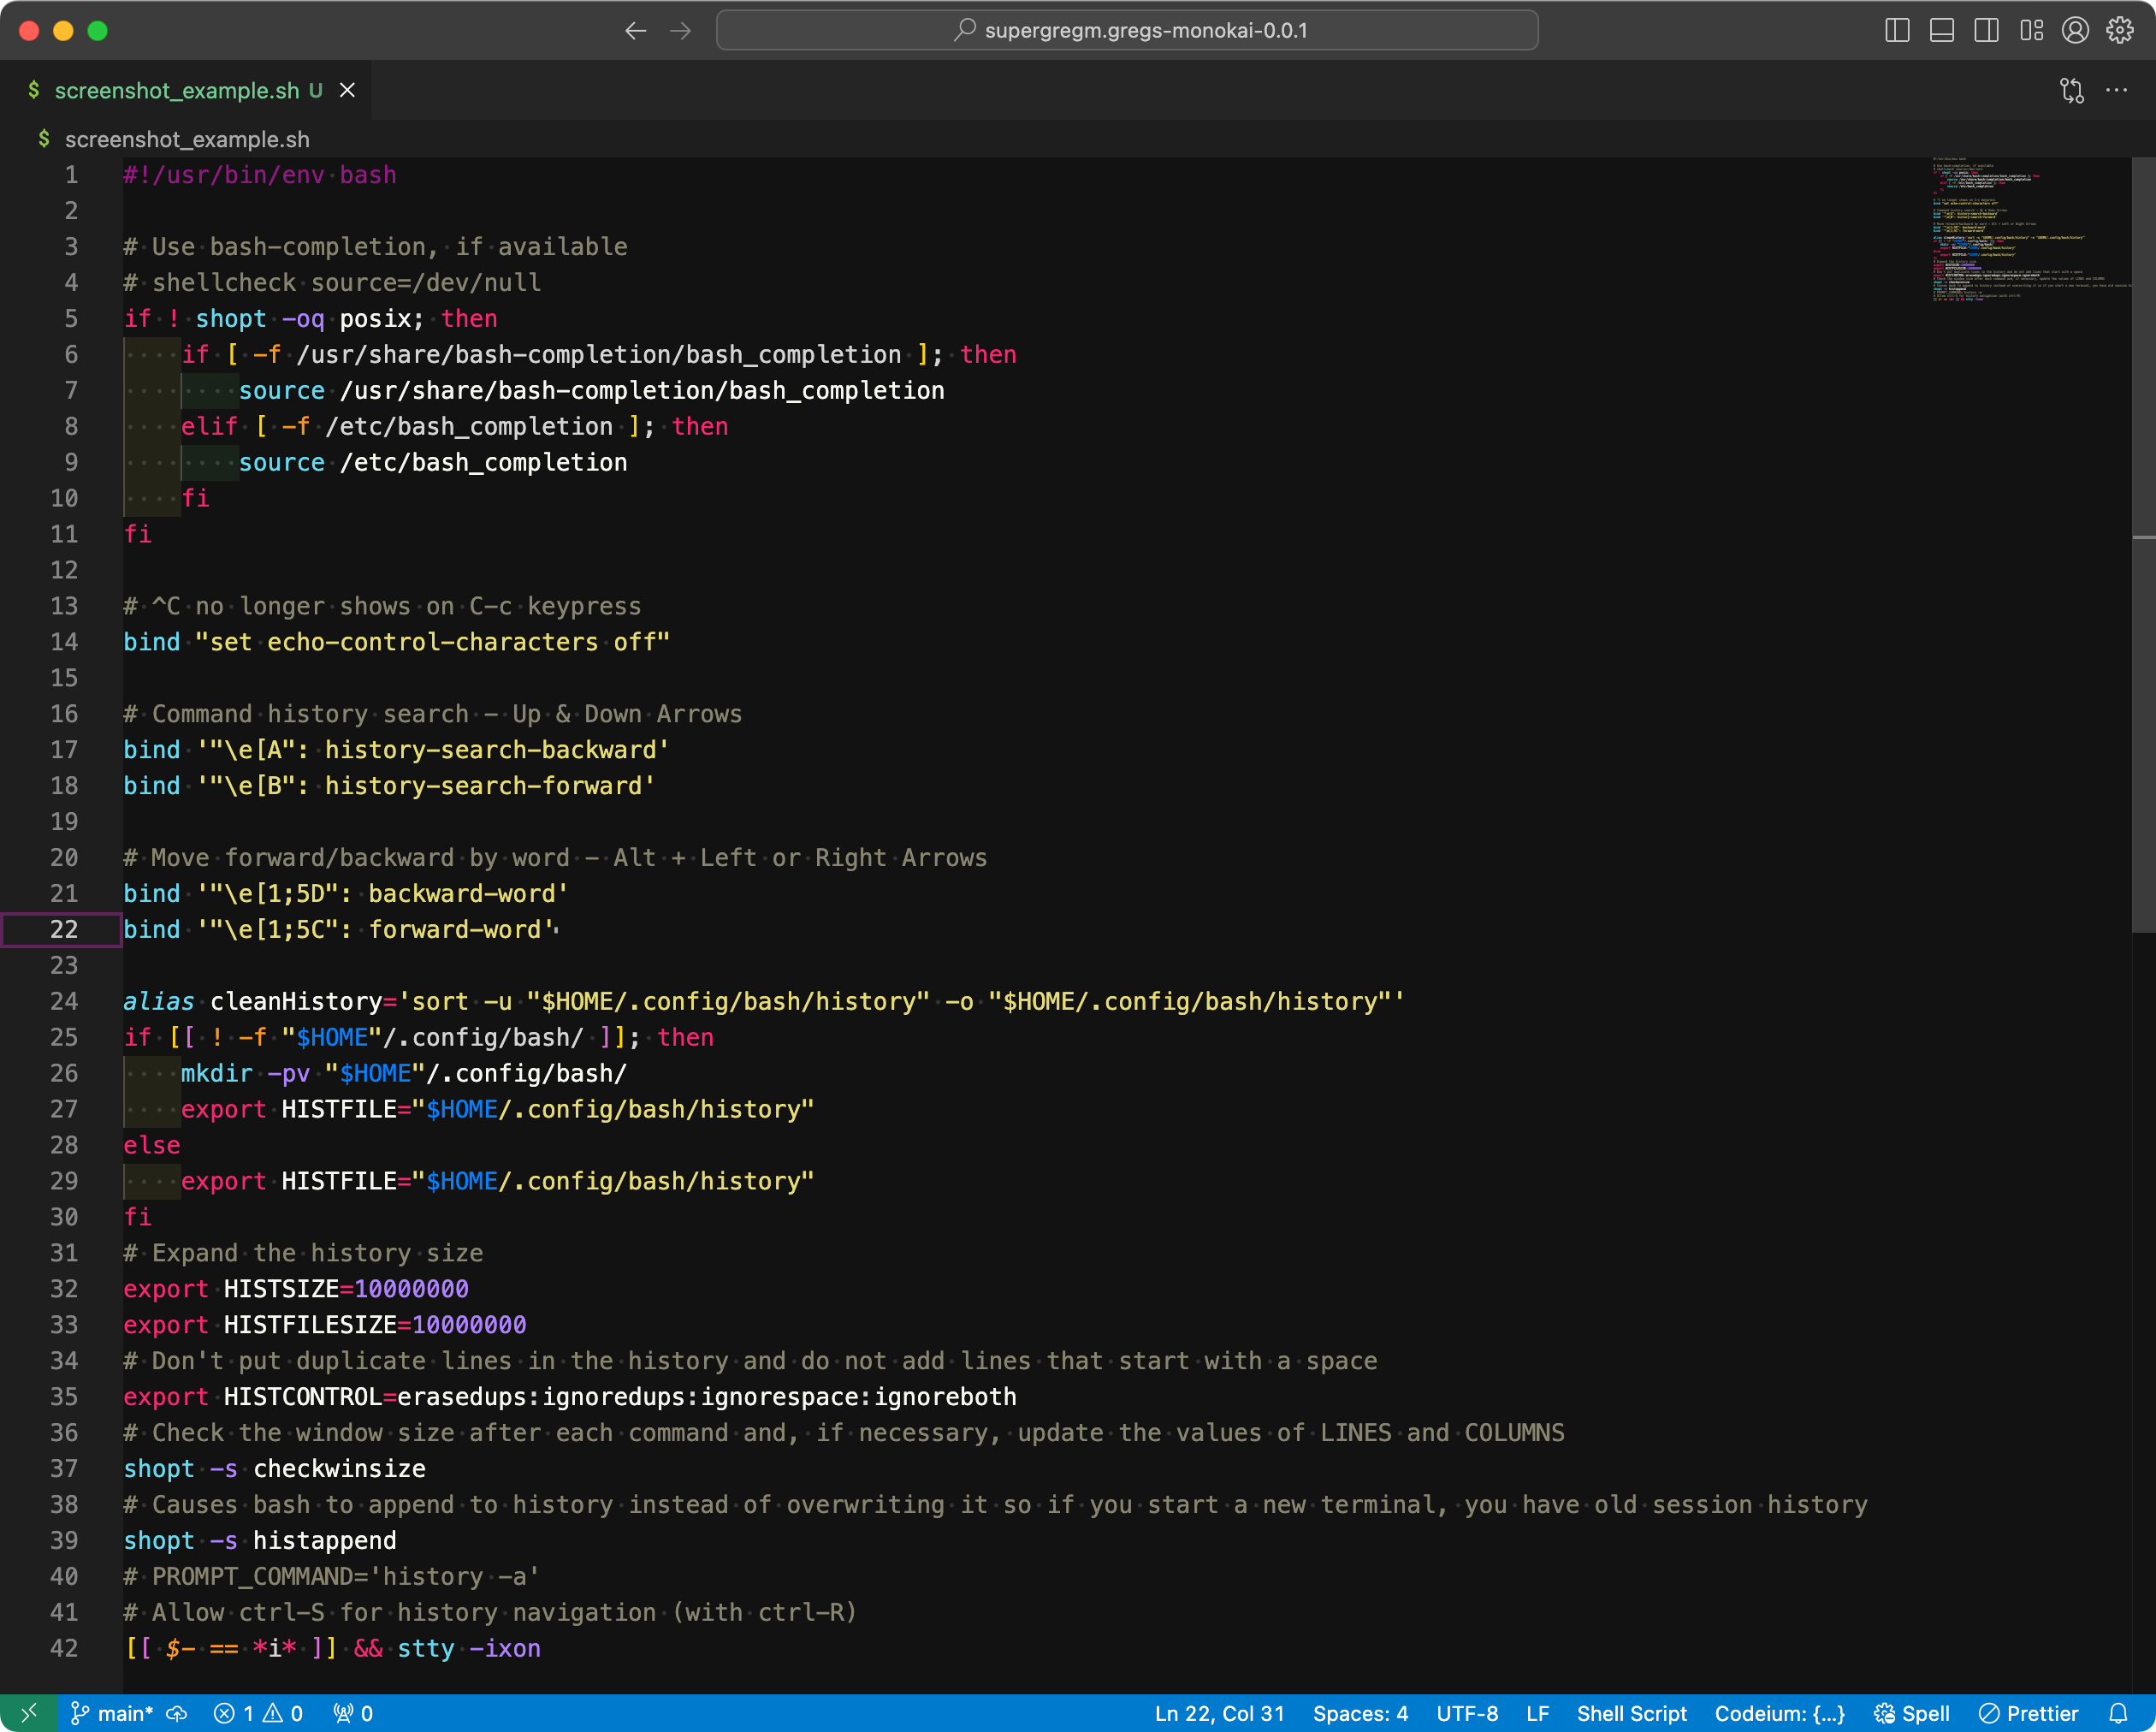 supergregm.gregs-monokai-0.0.1
$ screenshot_example.sh U
$ screenshot_example.sh
1 #!/usr/bin/env bash
2
3 # Use bash-completion, if available
4 # shellcheck source=/dev/null
5 if ! shopt -oq posix; then
6 if [ -f /usr/share/bash-completion/bash_completion ]; then
7 source /usr/share/bash-completion/bash_completion
8 elif [ -f /etc/bash_completion ]; then
9 source /etc/bash_completion
10 fi
11 fi
12
13 # ^C no longer shows on C-c keypress
14 bind "set echo-control-characters off"
15
16 # Command history search - Up & Down Arrows
17 bind '"\e[A": history-search-backward'
18 bind '"\e[B": history-search-forward'
19
20 # Move forward/backward by word - Alt + Left or Right Arrows
21 bind '"\e[1;5D": backward-word'
22 bind '"\e[1;5C": forward-word'
23
24 alias cleanHistory='sort -u "$HOME/.config/bash/history" -o "$HOME/.config/bash/history"'
25 if [[ ! -f "$HOME"/.config/bash/ ]]; then
26 mkdir -pv "$HOME"/.config/bash/
27 export HISTFILE="$HOME/.config/bash/history"
28 else
29 export HISTFILE="$HOME/.config/bash/history"
30 fi
31 # Expand the history size
32 export HISTSIZE=10000000
33 export HISTFILESIZE=10000000
34 # Don't put duplicate lines in the history and do not add lines that start with a space
35 export HISTCONTROL=erasedups:ignoredups:ignorespace:ignoreboth
36 # Check the window size after each command and, if necessary, update the values of LINES and COLUMNS
37 shopt -s checkwinsize
38 # Causes bash to append to history instead of overwriting it so if you start a new terminal, you have old session history
39 shopt -s histappend
40 # PROMPT_COMMAND='history -a'
41 # Allow ctrl-S for history navigation (with ctrl-R)
42 [[ $- == *i* ]] && stty -ixon
main* 1 0 0 Ln 22, Col 31 Spaces: 4 UTF-8 LF Shell Script Codeium: {...} Spell Prettier